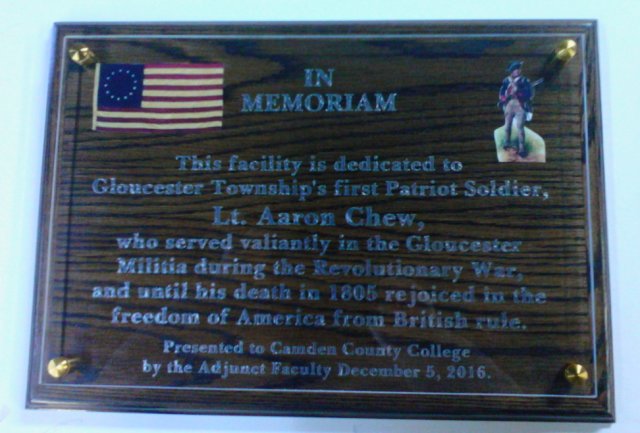 IN
MEMORIAM
This facility is dedicated to
Gloucester Township's first Patriot Soldier,
Lt. Aaron Chew,
who served valiantly in the Gloucester
Militia during the Revolutionary War,
and until his death in 1805 rejoiced in the
freedom of America from British rule.
Presented to Camden County College
by the Adjunct Faculty December 5, 2016.